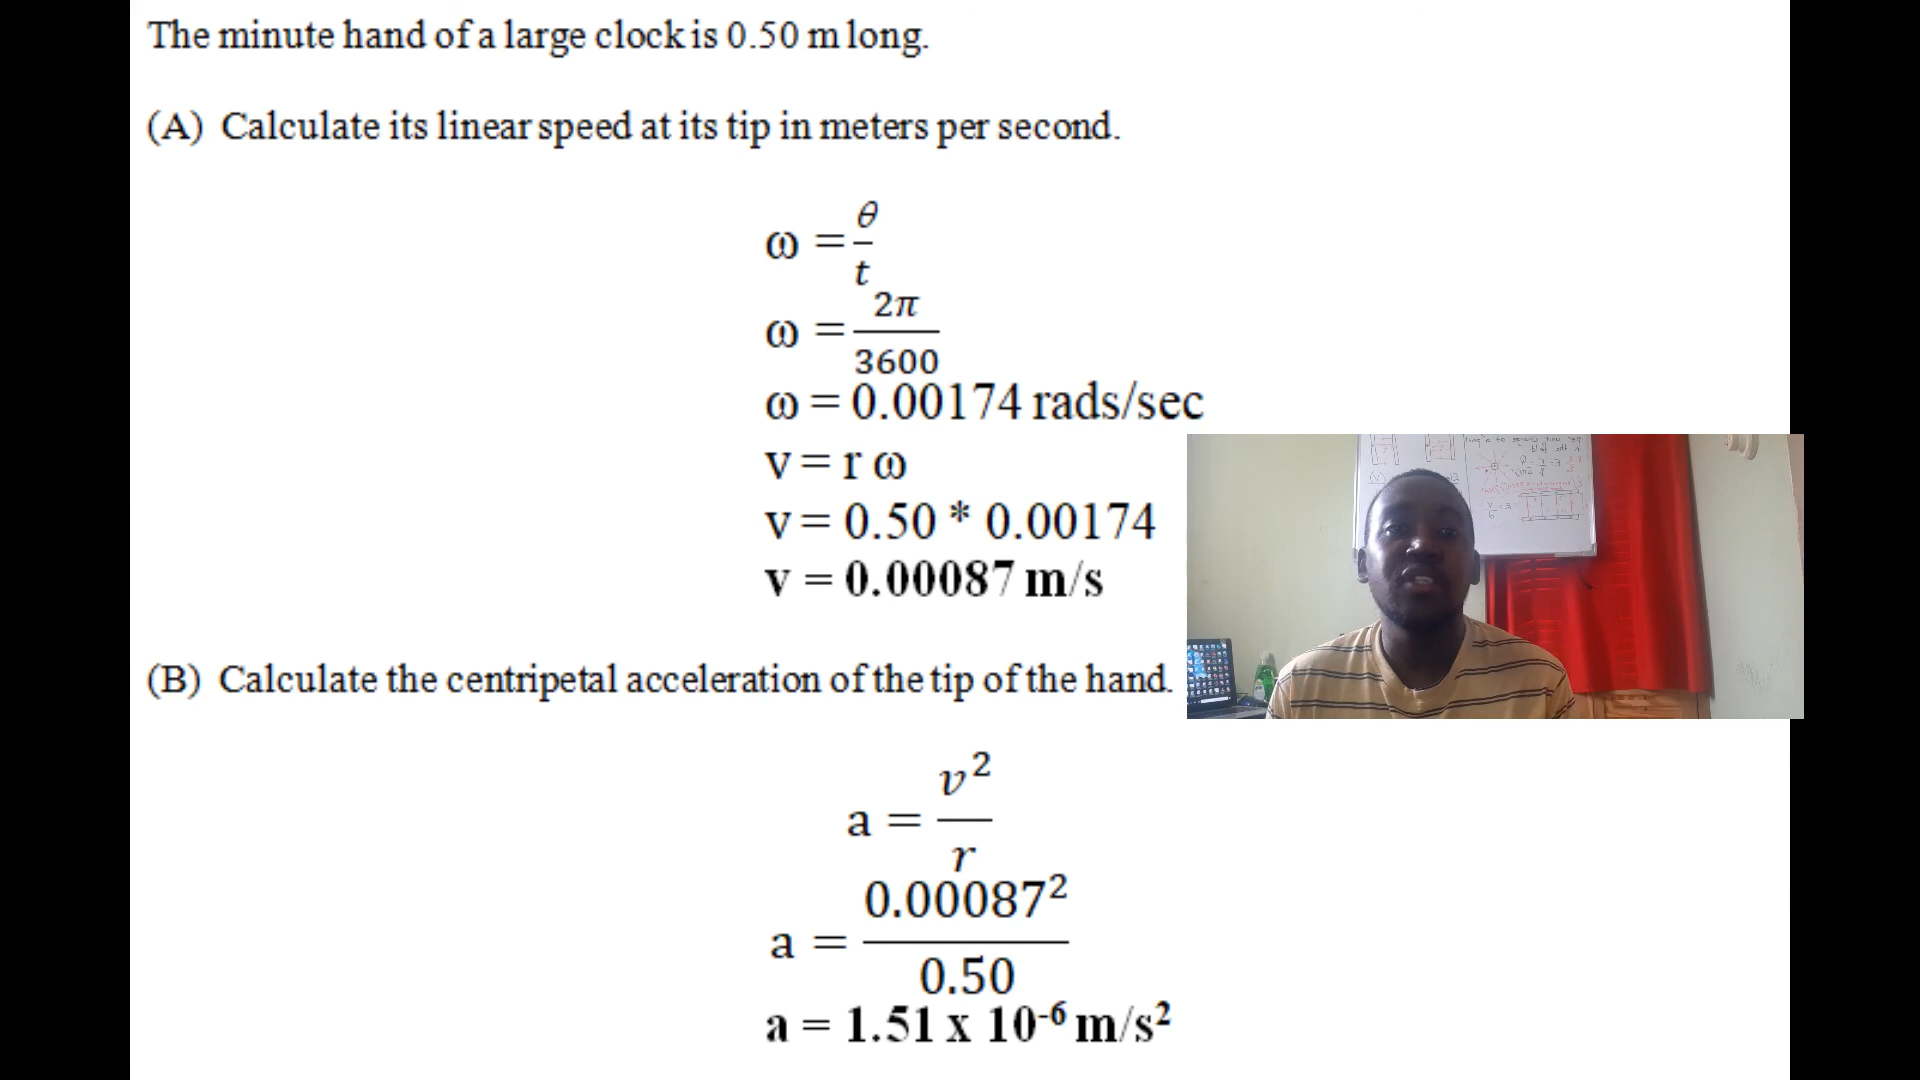 The minute hand of a large clock is 0.50 m long.
(A) Calculate its linear speed at its tip in meters per second.
ω = θ/t
ω = 2π/3600
ω = 0.00174 rads/sec
v = r ω
v = 0.50 * 0.00174
v = 0.00087 m/s
(B) Calculate the centripetal acceleration of the tip of the hand.
a = v²/r
a = 0.00087²/0.50
a = 1.51 x 10⁻⁶ m/s²